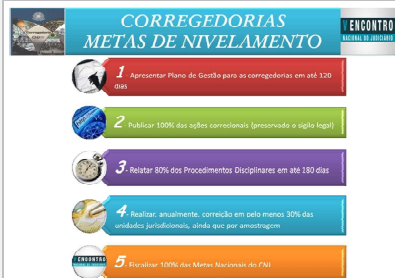 CORREGEDORIAS
METAS DE NIVELAMENTO
V ENCONTRO
NACIONAL DO JUDICIÁRIO
1- Apresentar Plano de Gestão para as corregedorias em até 120
dias
2 Publicar 100% das ações correcionais (preservado o sigilo legal)
3- Relatar 80% dos Procedimentos Disciplinares em até 180 dias
4- Realizar, anualmente, correição em pelo menos 30% das
unidades jurisdicionais, ainda que por amostragem
V ENCONTRO
5- Fiscalizar 100% das Metas Nacionais do CNJ